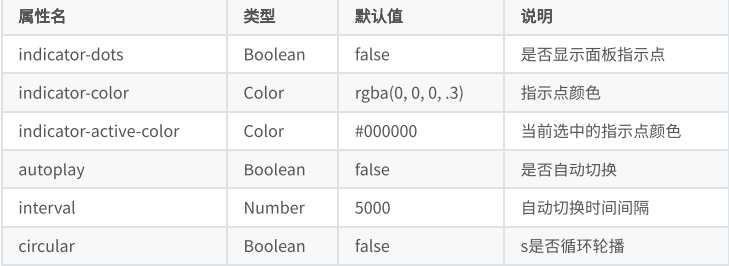 属性名 类型 默认值 说明
indicator-dots Boolean false 是否显示面板指示点
indicator-color Color rgba(0, 0, 0, .3) 指示点颜色
indicator-active-color Color #000000 当前选中的指示点颜色
autoplay Boolean false 是否自动切换
interval Number 5000 自动切换时间间隔
circular Boolean false s是否循环轮播